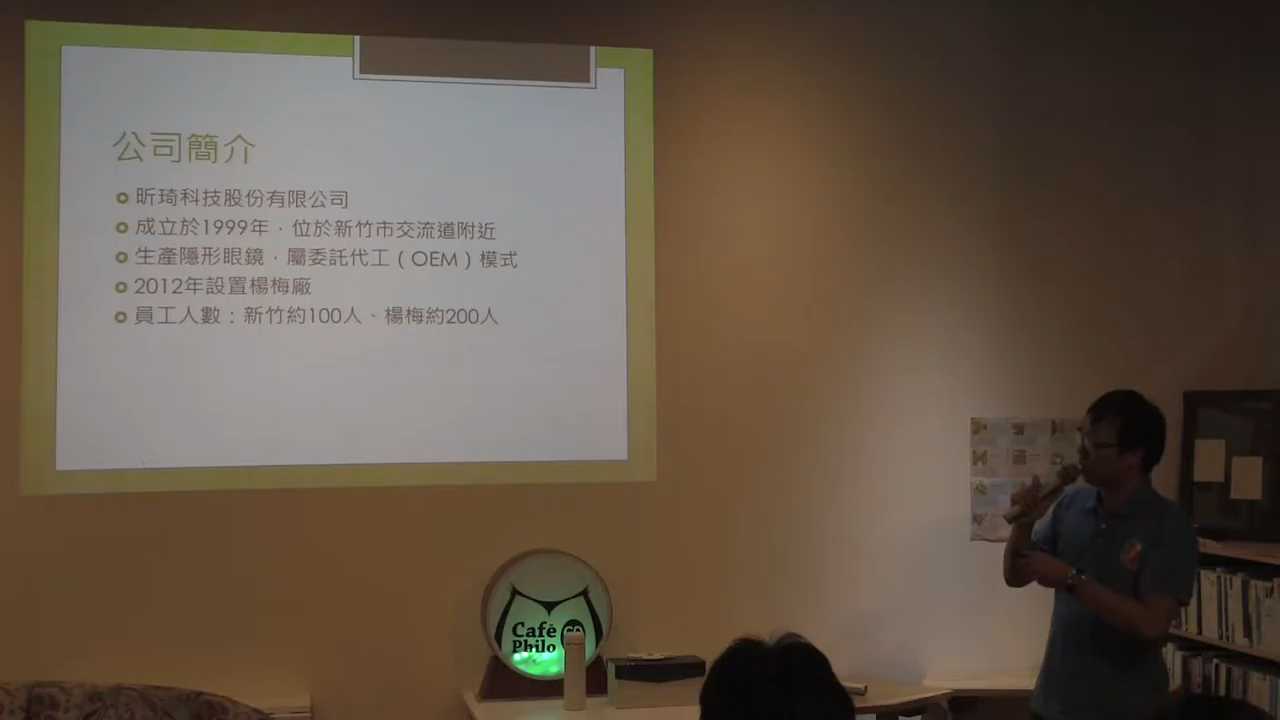 公司簡介
昕琦科技股份有限公司
成立於1999年，位於新竹市交流道附近
生產隱形眼鏡，屬委託代工（OEM）模式
2012年設置楊梅廠
員工人數：新竹約100人、楊梅約200人
Café
Philo